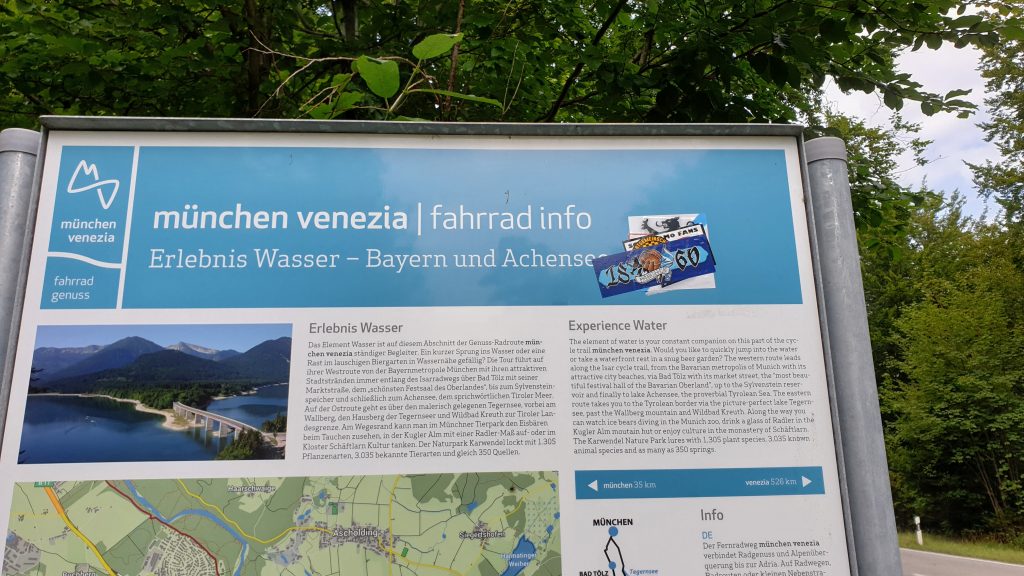 münchen
venezia
fahrrad
genuss
münchen venezia | fahrrad info
Erlebnis Wasser – Bayern und Achensee
MO FANS
60
Erlebnis Wasser
Das Element Wasser ist auf diesem Abschnitt der Genuss-Radroute mün-
chen venezia ständiger Begleiter. Ein kurzer Sprung ins Wasser oder eine
Rast im lauschigen Biergarten in Wassernähe gefällig? Die Tour führt auf
ihrer Westroute von der Bayernmetropole München mit ihren attraktiven
Stadtstränden immer entlang des Isarradwegs über Bad Tölz mit seiner
Marktstraße, dem „schönsten Festsaal des Oberlandes", bis zum Sylvenstein-
speicher und schließlich zum Achensee, dem sprichwörtlichen Tiroler Meer.
Auf der Ostroute geht es über den malerisch gelegenen Tegernsee, vorbei am
Wallberg, den Hausberg der Tegernseer und Wildbad Kreuth zur Tiroler Lan-
desgrenze. Am Wegesrand kann man im Münchner Tierpark den Eisbären
beim Tauchen zusehen, in der Kugler Alm mit einer Radler-Maß auf- oder im
Kloster Schäftlarn Kultur tanken. Der Naturpark Karwendel lockt mit 1.305
Pflanzenarten, 3.035 bekannte Tierarten und gleich 350 Quellen.
Experience Water
The element of water is your constant companion on this part of the cyc-
le trail münchen venezia. Would you like to quickly jump into the water
or take a waterfront rest in a snug beer garden? The western route leads
along the Isar cycle trail, from the Bavarian metropolis of Munich with its
attractive city beaches, via Bad Tölz with its market street, the "most beau-
tiful festival hall of the Bavarian Oberland", up to the Sylvenstein reser-
voir and finally to lake Achensee, the proverbial Tyrolean Sea. The eastern
route takes you to the Tyrolean border via the picture-perfect lake Tegern-
see, past the Wallberg mountain and Wildbad Kreuth. Along the way you
can watch ice bears diving in the Munich zoo, drink a glass of Radler in the
Kugler Alm moutain hut or enjoy culture in the monastery of Schäftlarn.
The Karwendel Nature Park lures with 1,305 plant species, 3,035 known
animal species and as many as 350 springs.
münchen 35 km
venezia 526 km
Maarschwaige
Ascholding
Siegertshofen
Harmatinger
Weiher
Buchberg
MÜNCHEN
BAD TÖLZ
Tegernsee
Info
DE
Der Fernradweg münchen venezia
verbindet Radgenuss und Alpenüber-
querung bis zur Adria. Auf Radwegen,
Radrouten oder kleinen Nebenstra-